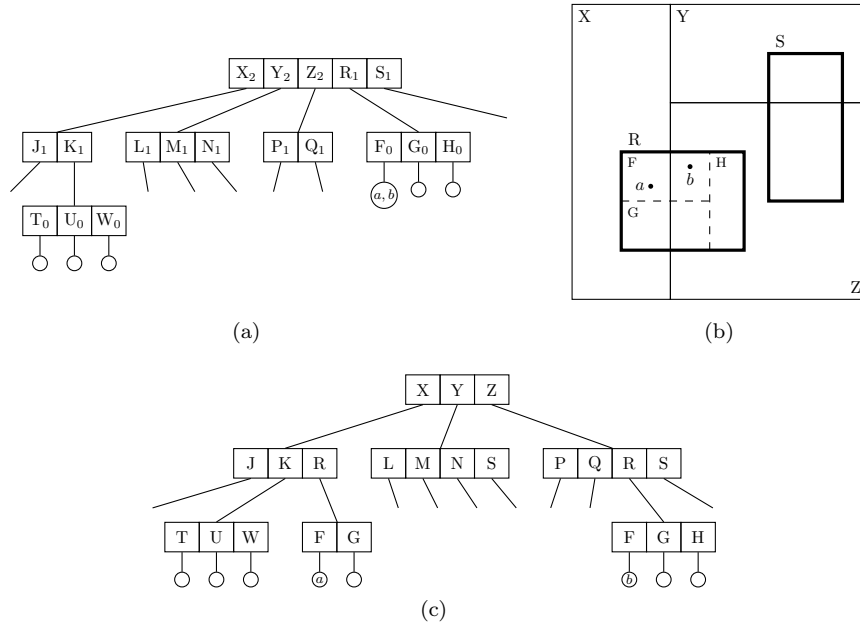 X₂ Y₂ Z₂ R₁ S₁
J₁ K₁ L₁ M₁ N₁ P₁ Q₁ F₀ G₀ H₀
a, b
T₀ U₀ W₀
(a)
X Y
S
R
F H
a b
G
Z
(b)
X Y Z
J K R L M N S P Q R S
T U W F G F G H
a b
(c)